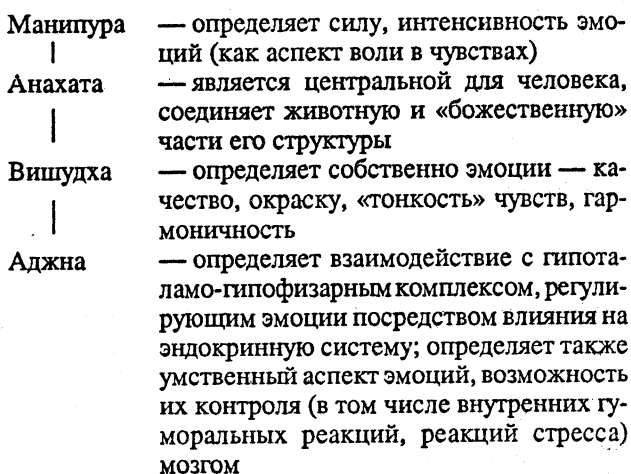 Манипура — определяет силу, интенсивность эмо-
ций (как аспект воли в чувствах)
Анахата — является центральной для человека,
соединяет животную и «божественную»
части его структуры
Вишудха — определяет собственно эмоции — ка-
чество, окраску, «тонкость» чувств, гар-
моничность
Аджна — определяет взаимодействие с гипота-
ламо-гипофизарным комплексом, регули-
рующим эмоции посредством влияния на
эндокринную систему; определяет также
умственный аспект эмоций, возможность
их контроля (в том числе внутренних гу-
моральных реакций, реакций стресса)
мозгом